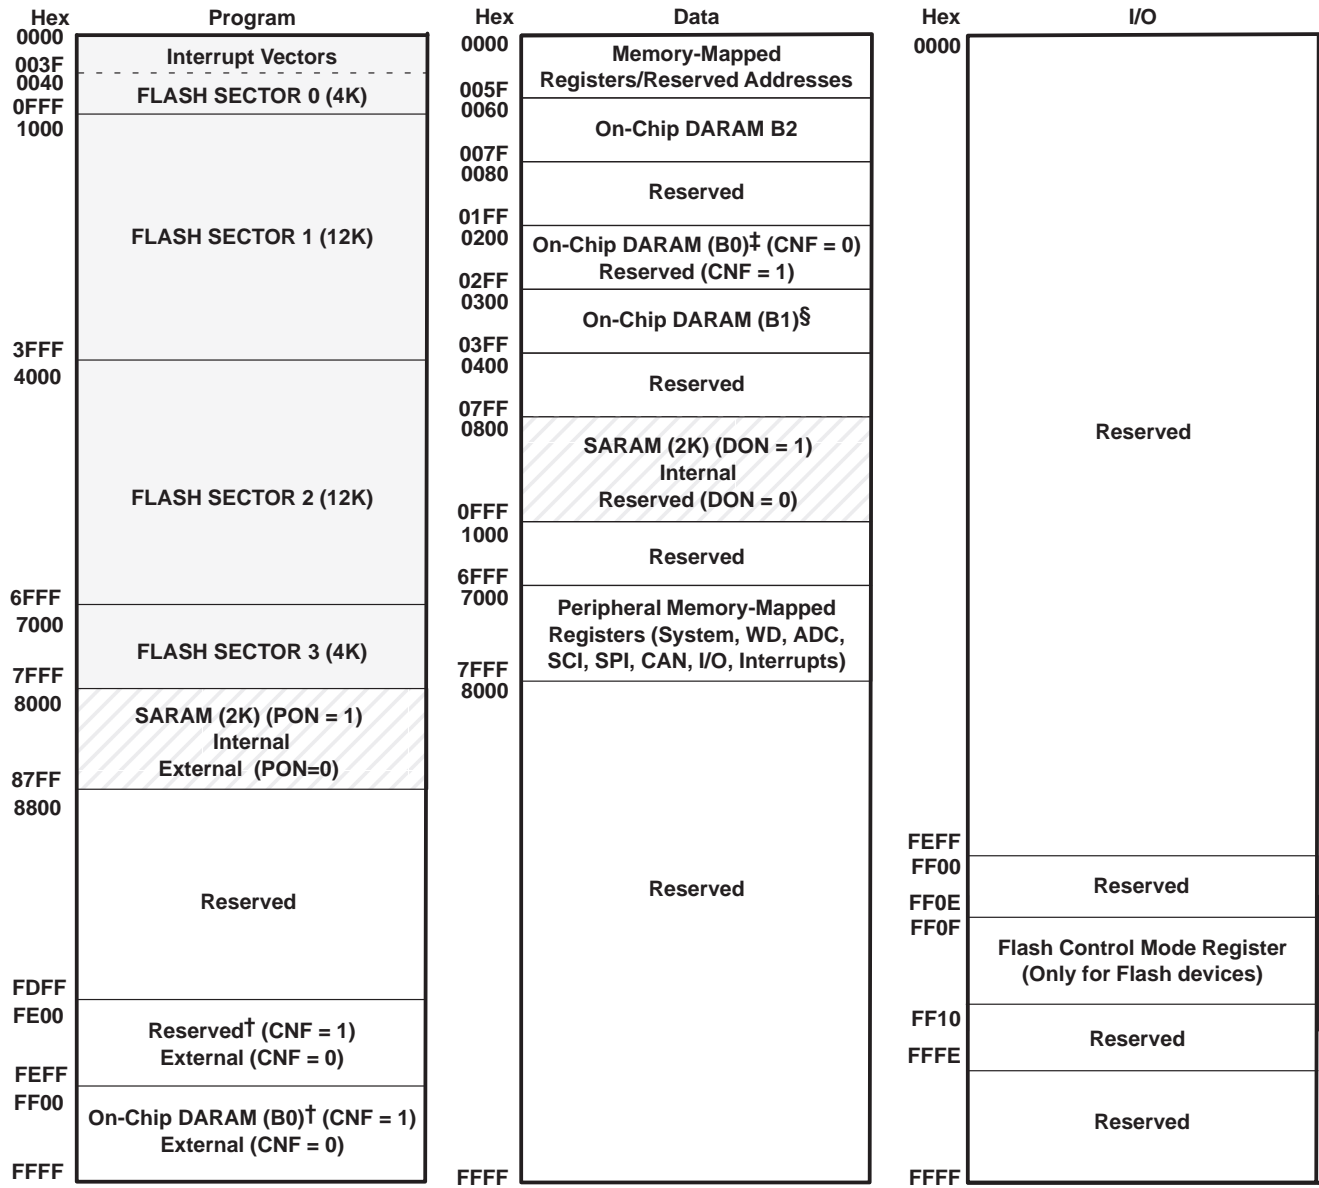 Hex Program
0000
Interrupt Vectors
003F
0040
FLASH SECTOR 0 (4K)
0FFF
1000
FLASH SECTOR 1 (12K)
3FFF
4000
FLASH SECTOR 2 (12K)
6FFF
7000
FLASH SECTOR 3 (4K)
7FFF
8000
SARAM (2K) (PON = 1)
Internal
External (PON=0)
87FF
8800
Reserved
FDFF
FE00
Reserved† (CNF = 1)
External (CNF = 0)
FEFF
FF00
On-Chip DARAM (B0)† (CNF = 1)
External (CNF = 0)
FFFF
Hex Data
0000
Memory-Mapped
Registers/Reserved Addresses
005F
0060
On-Chip DARAM B2
007F
0080
Reserved
01FF
0200
On-Chip DARAM (B0)‡ (CNF = 0)
Reserved (CNF = 1)
02FF
0300
On-Chip DARAM (B1)§
03FF
0400
Reserved
07FF
0800
SARAM (2K) (DON = 1)
Internal
Reserved (DON = 0)
0FFF
1000
Reserved
6FFF
7000
Peripheral Memory-Mapped
Registers (System, WD, ADC,
SCI, SPI, CAN, I/O, Interrupts)
7FFF
8000
Reserved
FFFF
Hex I/O
0000
Reserved
FEFF
FF00
Reserved
FF0E
FF0F
Flash Control Mode Register
(Only for Flash devices)
FF10
Reserved
FFFE
Reserved
FFFF